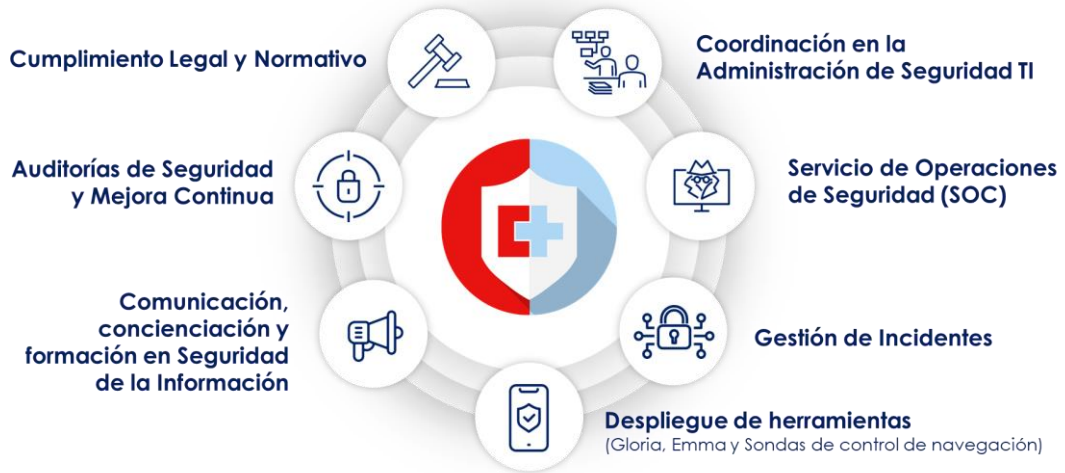 Cumplimiento Legal y Normativo
Coordinación en la
Administración de Seguridad TI
Auditorías de Seguridad
y Mejora Continua
Servicio de Operaciones
de Seguridad (SOC)
Comunicación,
concienciación y
formación en Seguridad
de la Información
Gestión de Incidentes
Despliegue de herramientas
(Gloria, Emma y Sondas de control de navegación)